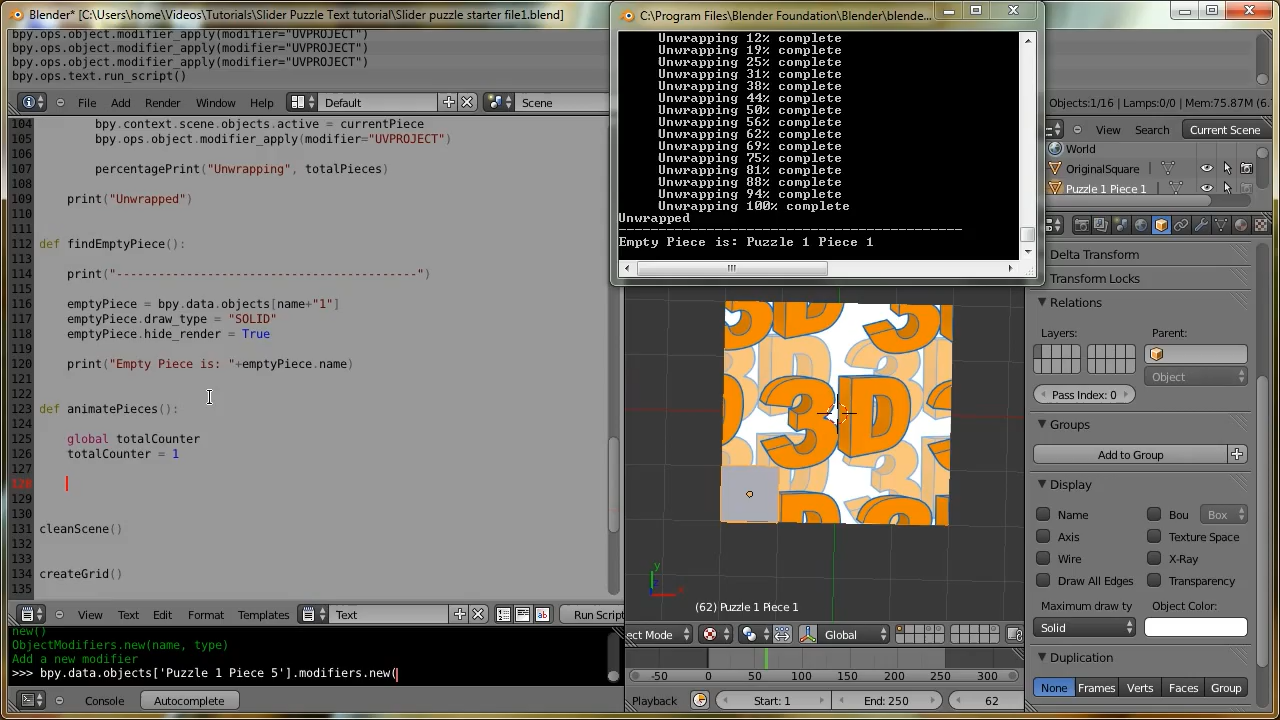 Blender* [C:\Users\home\Videos\Tutorials\Slider Puzzle Text tutorial\Slider puzzle starter file1.blend]
bpy.ops.object.modifier_apply(modifier="UVPROJECT")
bpy.ops.object.modifier_apply(modifier="UVPROJECT")
bpy.ops.object.modifier_apply(modifier="UVPROJECT")
bpy.ops.text.run_script()
File Add Render Window Help Default Scene
104 bpy.context.scene.objects.active = currentPiece
105 bpy.ops.object.modifier_apply(modifier="UVPROJECT")
106
107 percentagePrint("Unwrapping", totalPieces)
108
109 print("Unwrapped")
110
111
112 def findEmptyPiece():
113
114 print("-------------------------------------------")
115
116 emptyPiece = bpy.data.objects[name+"1"]
117 emptyPiece.draw_type = "SOLID"
118 emptyPiece.hide_render = True
119
120 print("Empty Piece is: "+emptyPiece.name)
121
122
123 def animatePieces():
124
125 global totalCounter
126 totalCounter = 1
127
128
129
130
131 cleanScene()
132
133
134 createGrid()
135
View Text Edit Format Templates Text Run Script
new()
ObjectModifiers.new(name, type)
Add a new modifier
>>> bpy.data.objects['Puzzle 1 Piece 5'].modifiers.new(
Console Autocomplete
C:\Program Files\Blender Foundation\Blender\blende...
Unwrapping 12% complete
Unwrapping 19% complete
Unwrapping 25% complete
Unwrapping 31% complete
Unwrapping 38% complete
Unwrapping 44% complete
Unwrapping 50% complete
Unwrapping 56% complete
Unwrapping 62% complete
Unwrapping 69% complete
Unwrapping 75% complete
Unwrapping 81% complete
Unwrapping 88% complete
Unwrapping 94% complete
Unwrapping 100% complete
Unwrapped
-------------------------------------------
Empty Piece is: Puzzle 1 Piece 1
3D
(62) Puzzle 1 Piece 1
y
ect Mode Global
-50 0 50 100 150 200 250 300
Playback Start: 1 End: 250 62
Objects:1/16 | Lamps:0/0 | Mem:75.87M (6.
View Search Current Scene
World
OriginalSquare
Puzzle 1 Piece 1
Delta Transform
Transform Locks
Relations
Layers: Parent:
Object
Pass Index: 0
Groups
Add to Group
Display
Name Bou Box
Axis Texture Space
Wire X-Ray
Draw All Edges Transparency
Maximum draw ty Object Color:
Solid
Duplication
None Frames Verts Faces Group